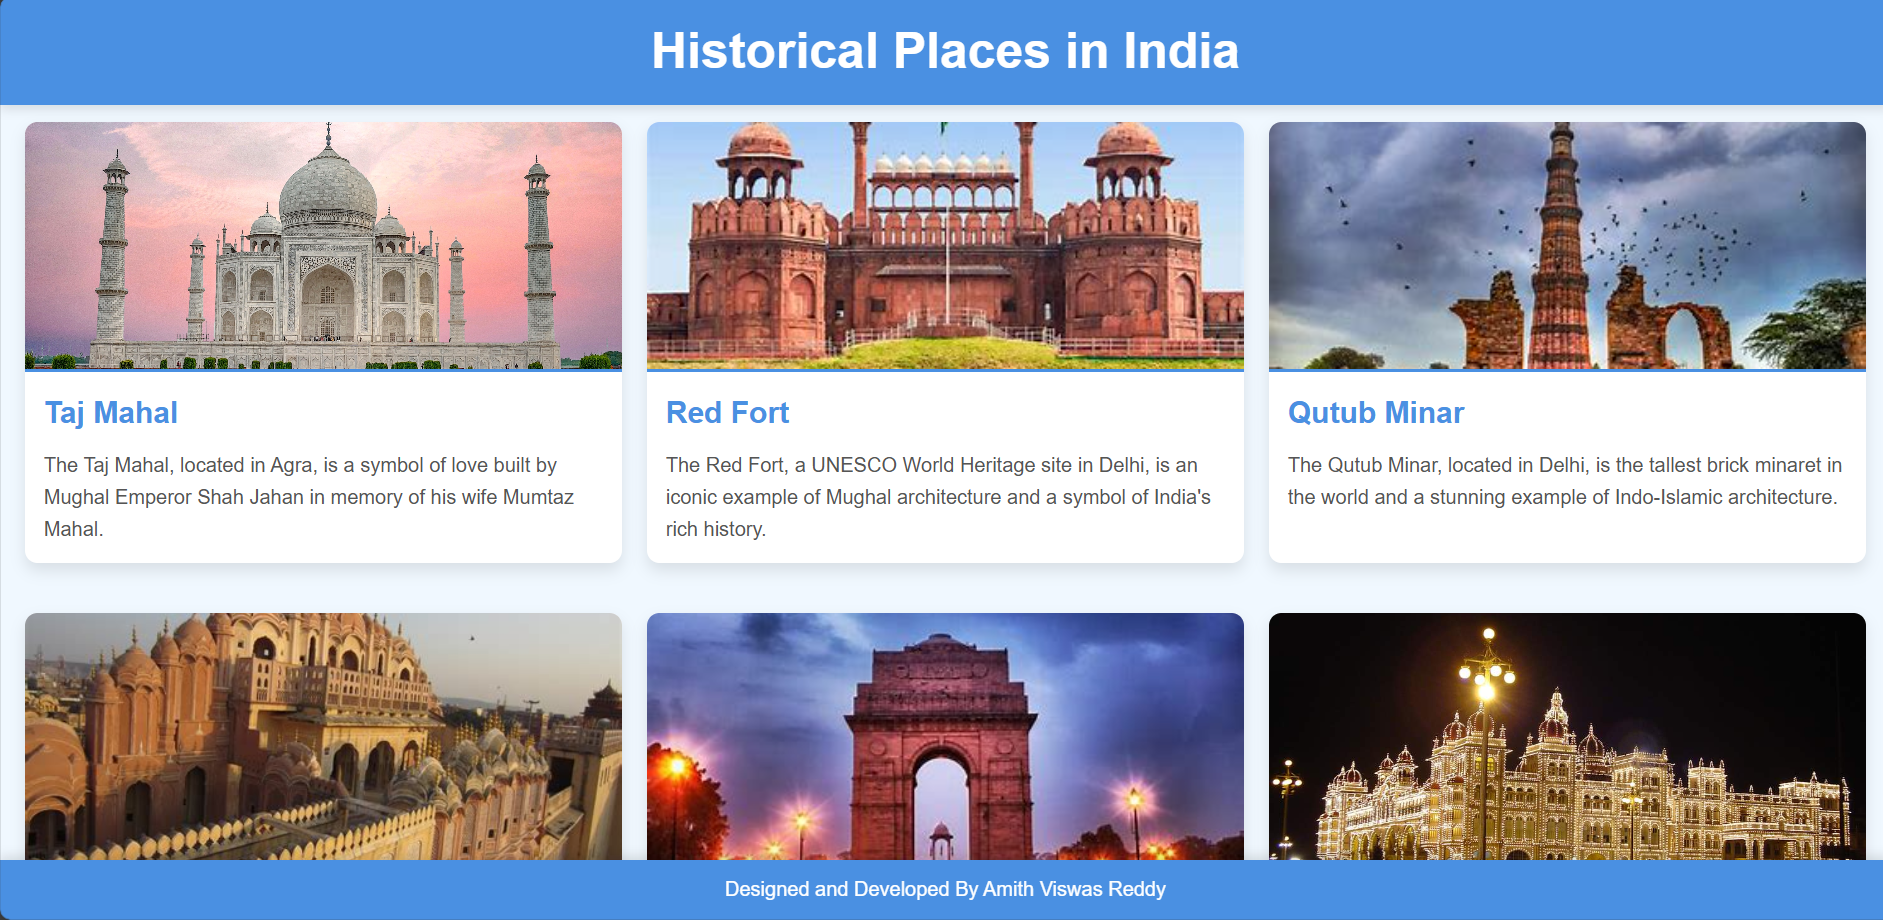 Historical Places in India
Taj Mahal
The Taj Mahal, located in Agra, is a symbol of love built by
Mughal Emperor Shah Jahan in memory of his wife Mumtaz
Mahal.
Red Fort
The Red Fort, a UNESCO World Heritage site in Delhi, is an
iconic example of Mughal architecture and a symbol of India's
rich history.
Qutub Minar
The Qutub Minar, located in Delhi, is the tallest brick minaret in
the world and a stunning example of Indo-Islamic architecture.
Designed and Developed By Amith Viswas Reddy